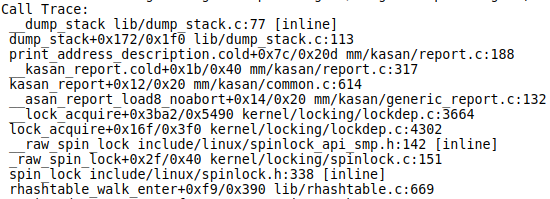 Call Trace:
__dump_stack lib/dump_stack.c:77 [inline]
dump_stack+0x172/0x1f0 lib/dump_stack.c:113
print_address_description.cold+0x7c/0x20d mm/kasan/report.c:188
__kasan_report.cold+0x1b/0x40 mm/kasan/report.c:317
kasan_report+0x12/0x20 mm/kasan/common.c:614
__asan_report_load8_noabort+0x14/0x20 mm/kasan/generic_report.c:132
__lock_acquire+0x3ba2/0x5490 kernel/locking/lockdep.c:3664
lock_acquire+0x16f/0x3f0 kernel/locking/lockdep.c:4302
__raw_spin_lock include/linux/spinlock_api_smp.h:142 [inline]
_raw_spin_lock+0x2f/0x40 kernel/locking/spinlock.c:151
spin_lock include/linux/spinlock.h:338 [inline]
rhashtable_walk_enter+0xf9/0x390 lib/rhashtable.c:669